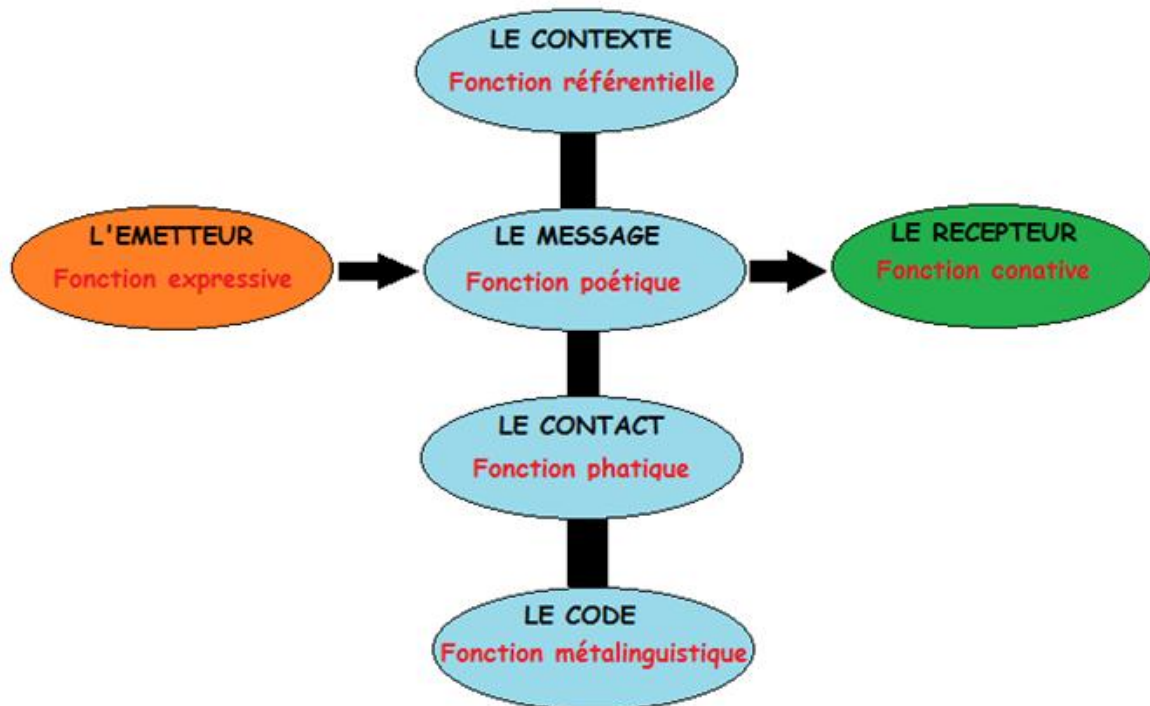 LE CONTEXTE
Fonction référentielle
L'EMETTEUR
Fonction expressive
LE MESSAGE
Fonction poétique
LE RECEPTEUR
Fonction conative
LE CONTACT
Fonction phatique
LE CODE
Fonction métalinguistique